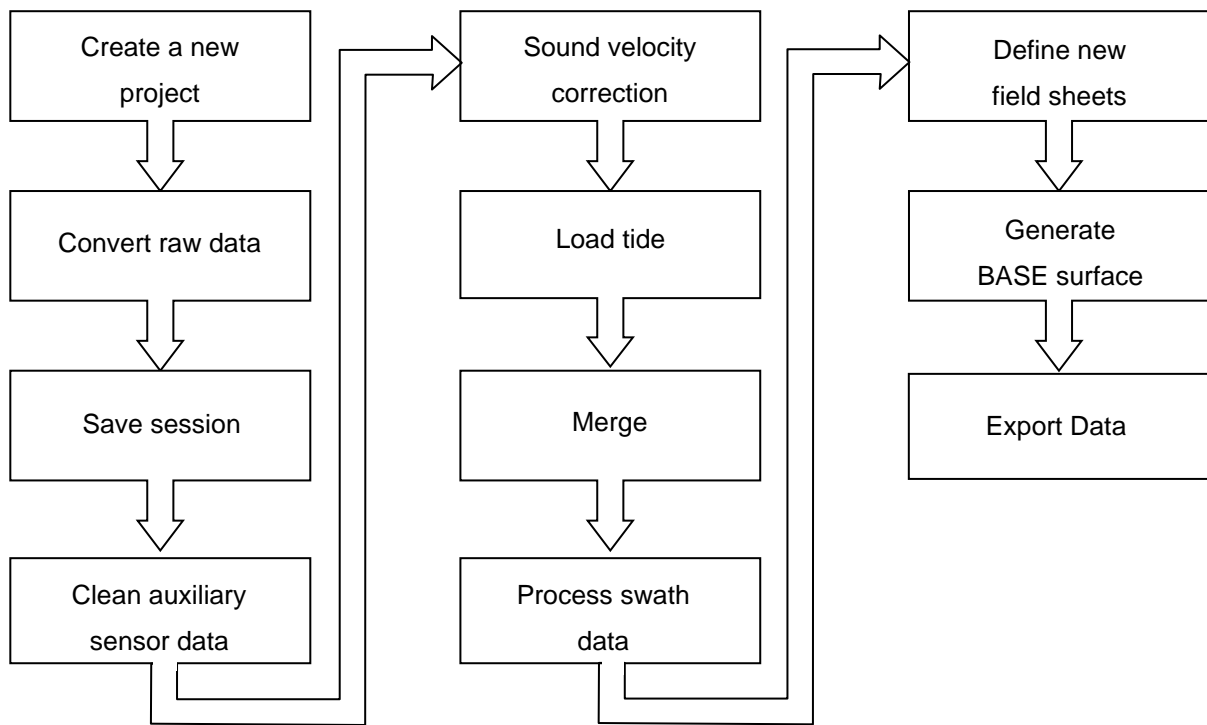 Create a new
project
Convert raw data
Save session
Clean auxiliary
sensor data
Sound velocity
correction
Load tide
Merge
Process swath
data
Define new
field sheets
Generate
BASE surface
Export Data